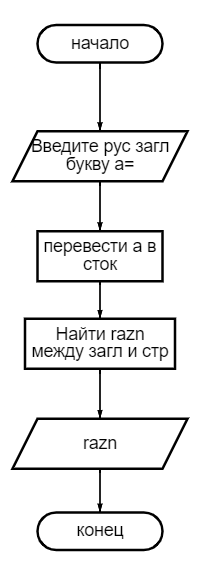 начало
Введите рус загл
букву a=
перевести а в
сток
Найти razn
между загл и стр
razn
конец